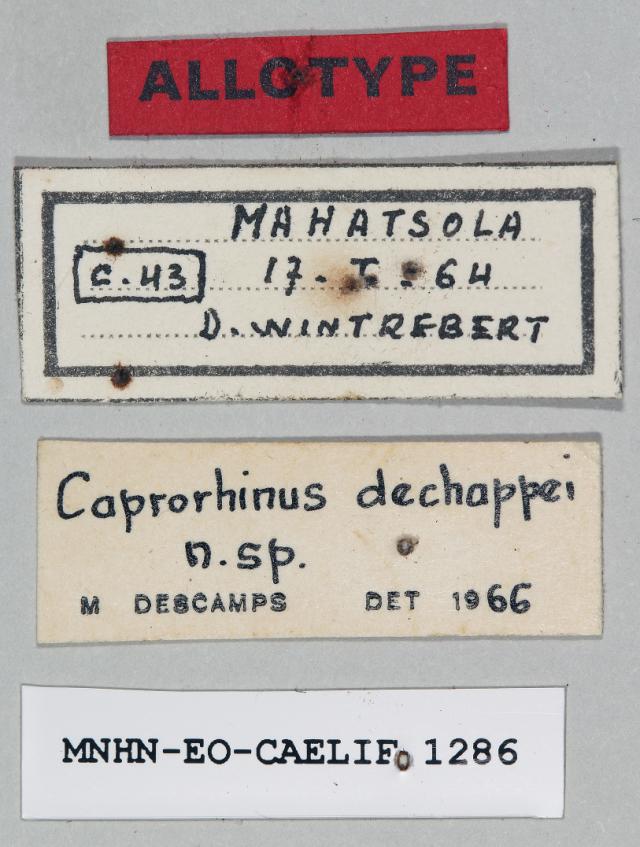 ALLOTYPE
MAHATSOLA
C.43 17-I-64
D. WINTREBERT
Caprorhinus dechappei
n.sp.
M DESCAMPS DET 1966
MNHN-EO-CAELIF 1286